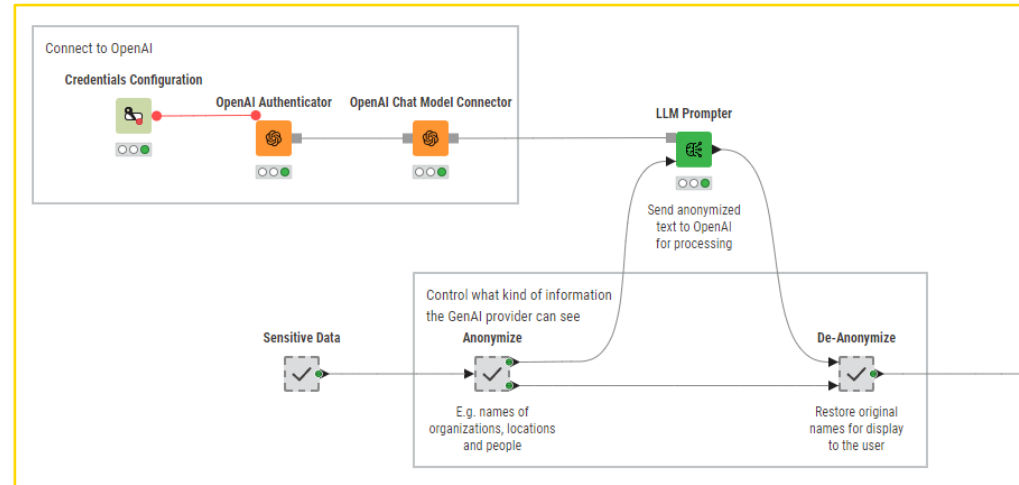 Connect to OpenAI
Credentials Configuration
OpenAI Authenticator
OpenAI Chat Model Connector
LLM Prompter
Send anonymized
text to OpenAI
for processing
Control what kind of information
the GenAI provider can see
Sensitive Data
Anonymize
De-Anonymize
E.g. names of
organizations, locations
and people
Restore original
names for display
to the user